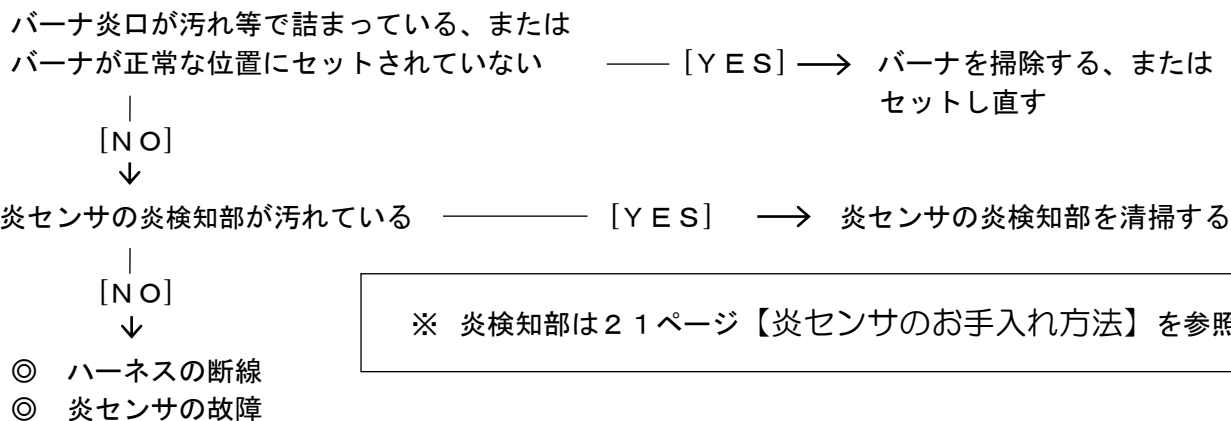 バーナ炎口が汚れ等で詰まっている、または
バーナが正常な位置にセットされていない [ＹＥＳ] バーナを掃除する、または
セットし直す
[ＮＯ]
炎センサの炎検知部が汚れている [ＹＥＳ] 炎センサの炎検知部を清掃する
[ＮＯ]
※ 炎検知部は２１ページ【炎センサのお手入れ方法】を参照
◎ ハーネスの断線
◎ 炎センサの故障